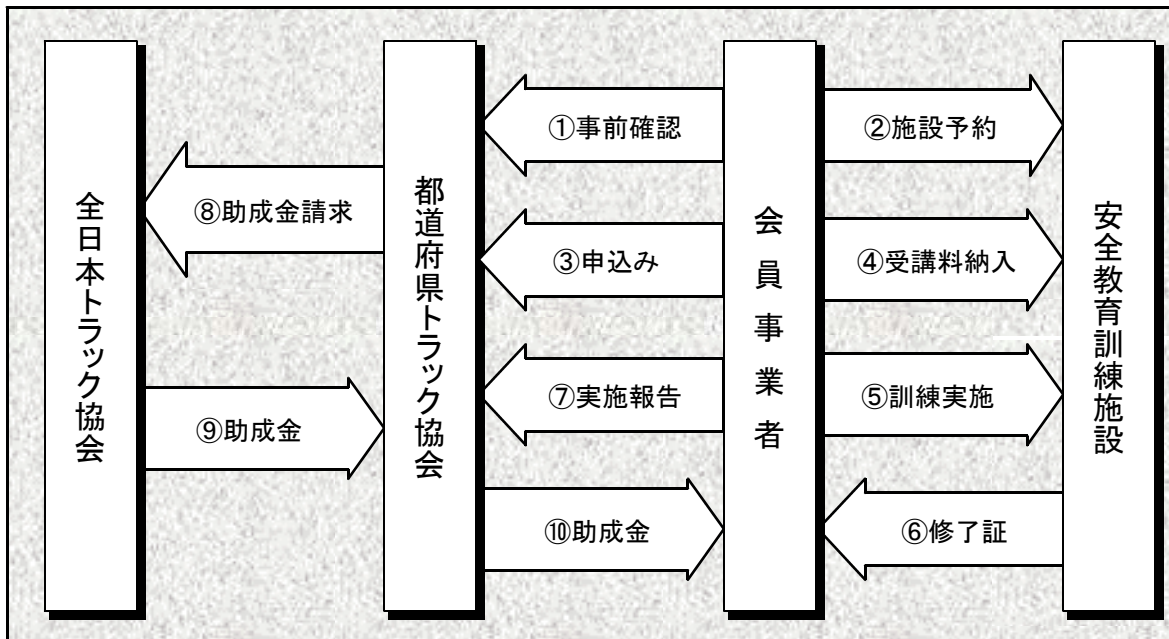 全日本トラック協会
都道府県トラック協会
会員事業者
安全教育訓練施設
①事前確認
②施設予約
⑧助成金請求
③申込み
④受講料納入
⑦実施報告
⑤訓練実施
⑨助成金
⑩助成金
⑥修了証